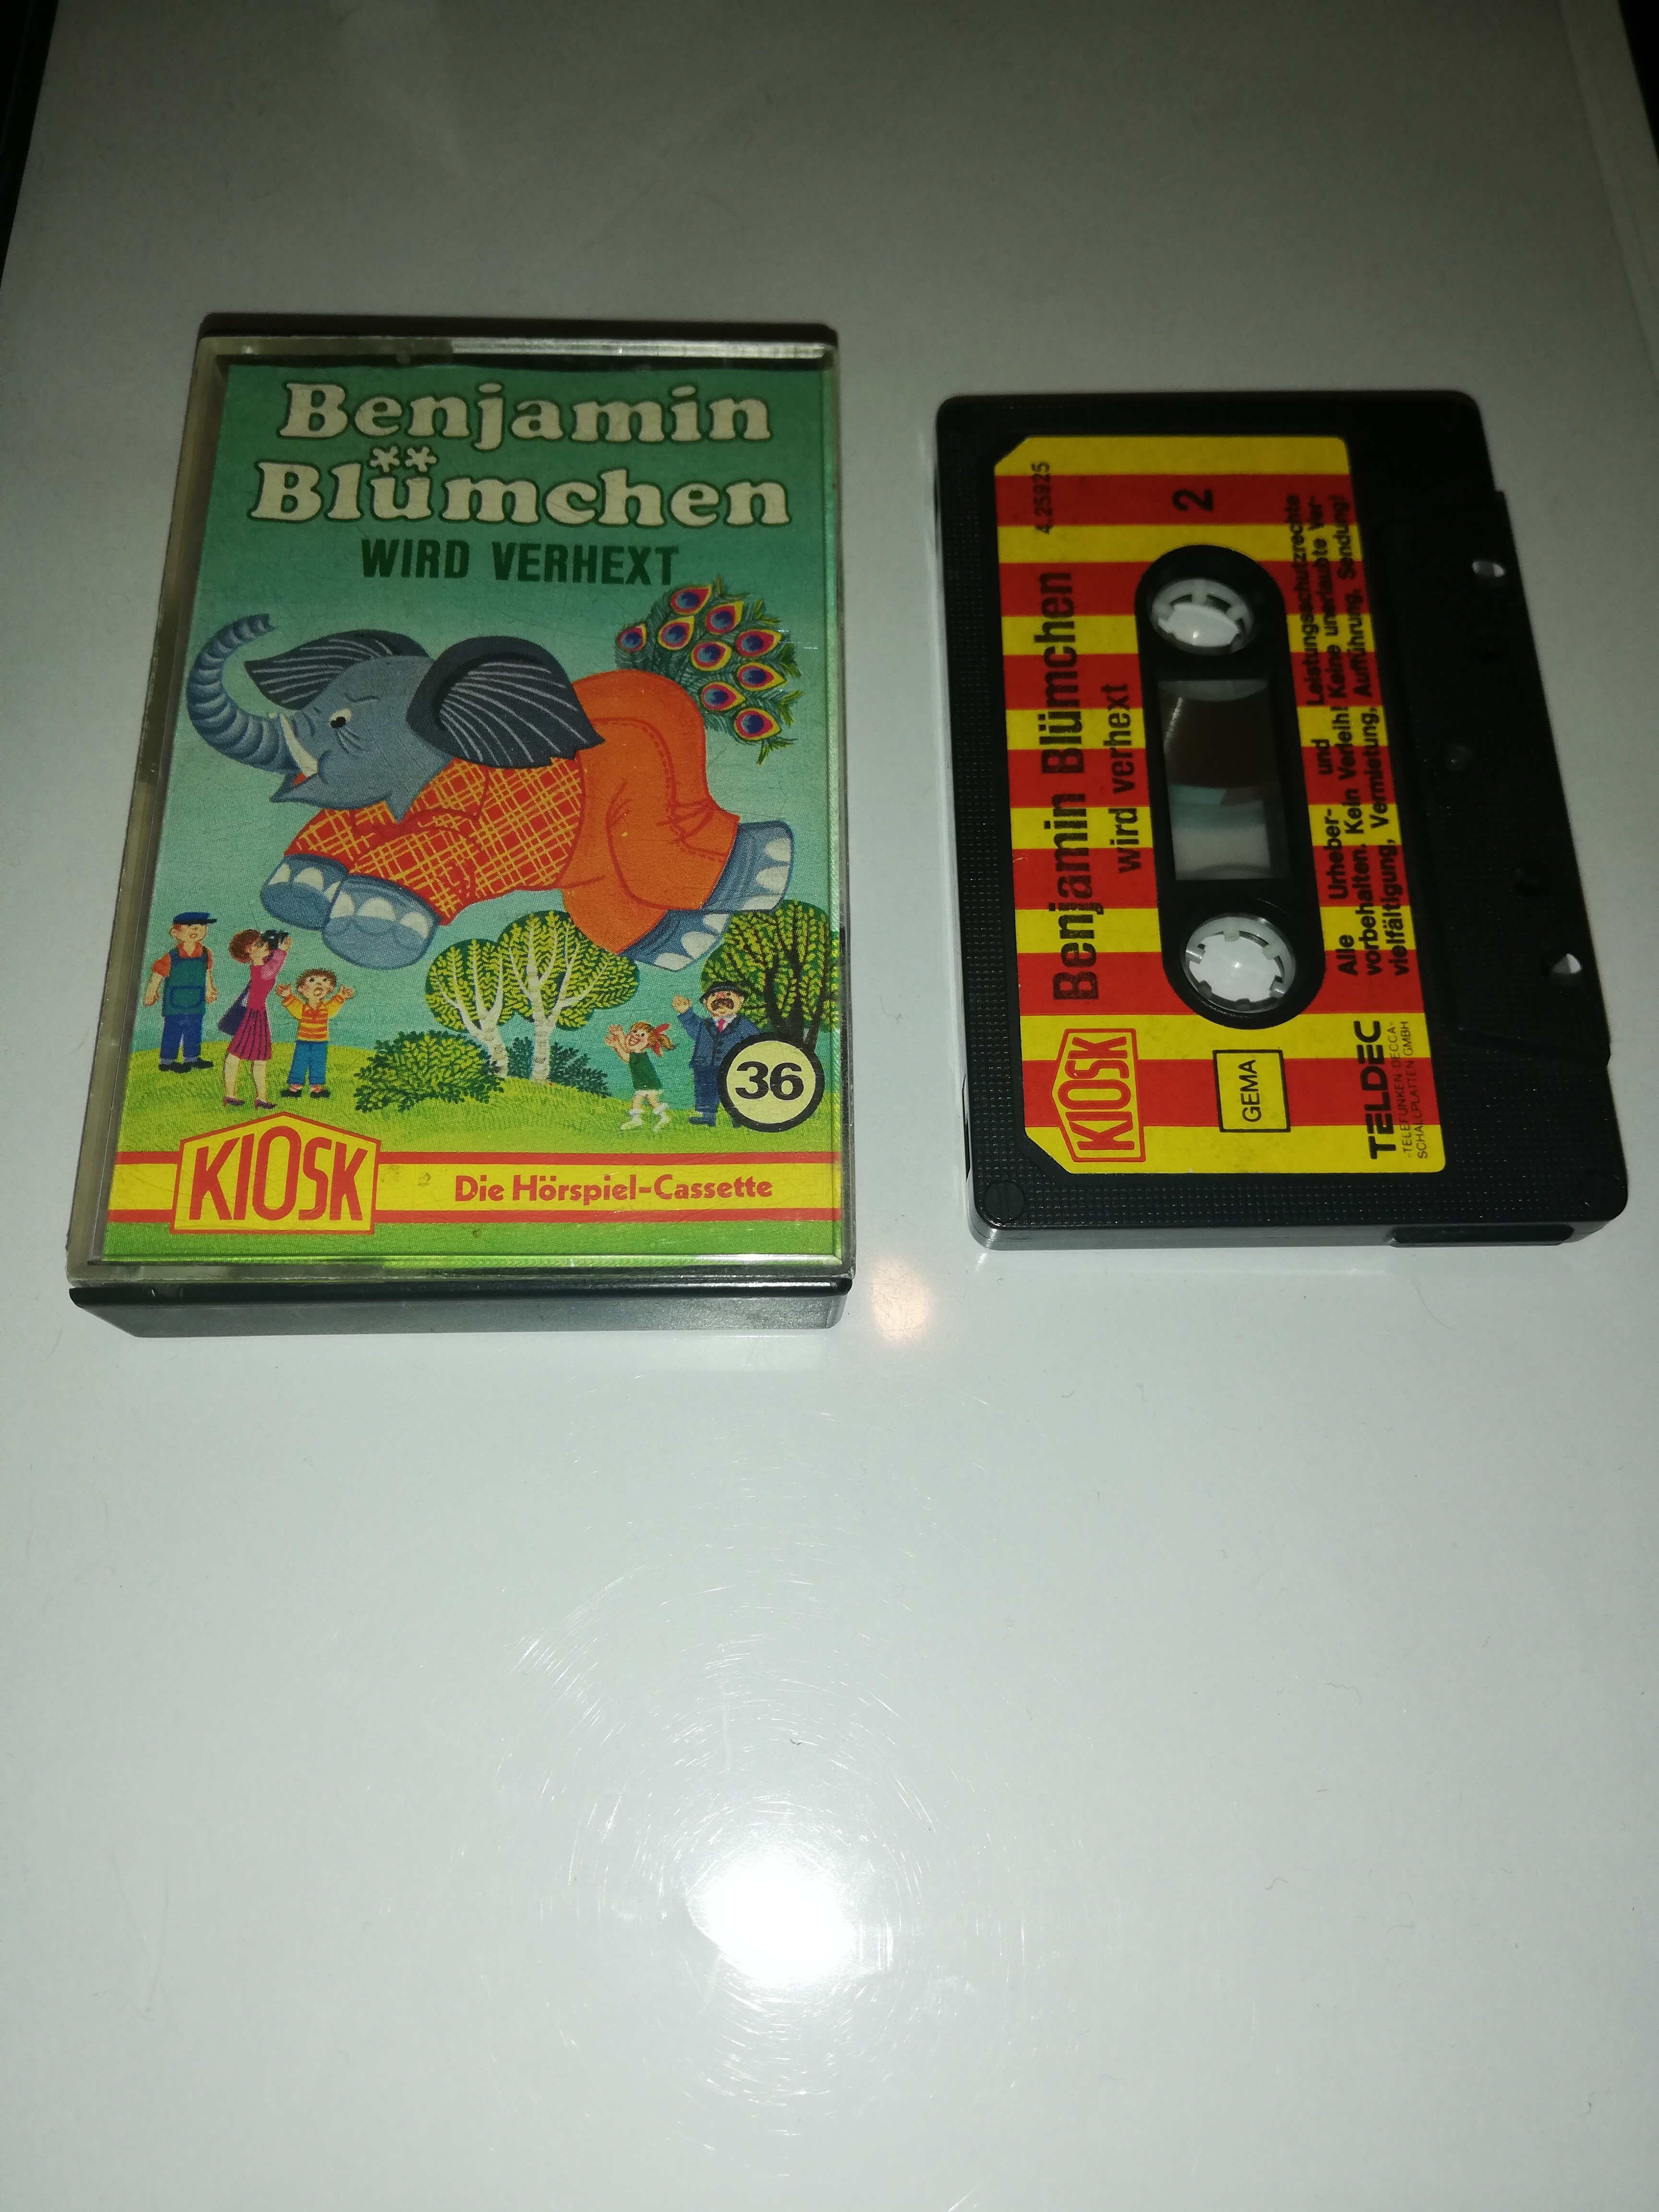 Benjamin
Blümchen
WIRD VERHEXT
36
KIOSK
Die Hörspiel-Cassette
KIOSK
Benjamin Blümchen
4.25925
wird verhext
2
GEMA
Alle Urheber- und Leistungsschutzrechte
vorbehalten. Kein Verleih! Keine unerlaubte Ver-
vielfältigung, Vermietung, Aufführung, Sendung!
TELDEC
»TELEFUNKEN-DECCA«
SCHALLPLATTEN GMBH